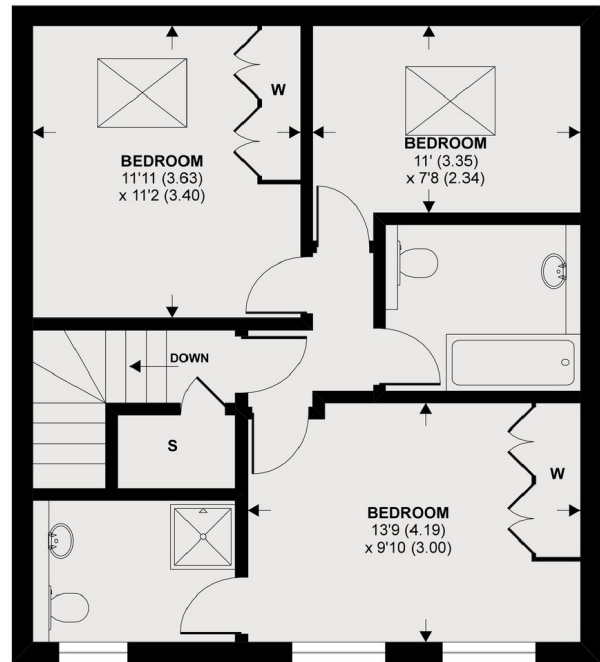 W
BEDROOM
11'11 (3.63)
x 11'2 (3.40)
BEDROOM
11' (3.35)
x 7'8 (2.34)
DOWN
S
W
BEDROOM
13'9 (4.19)
x 9'10 (3.00)